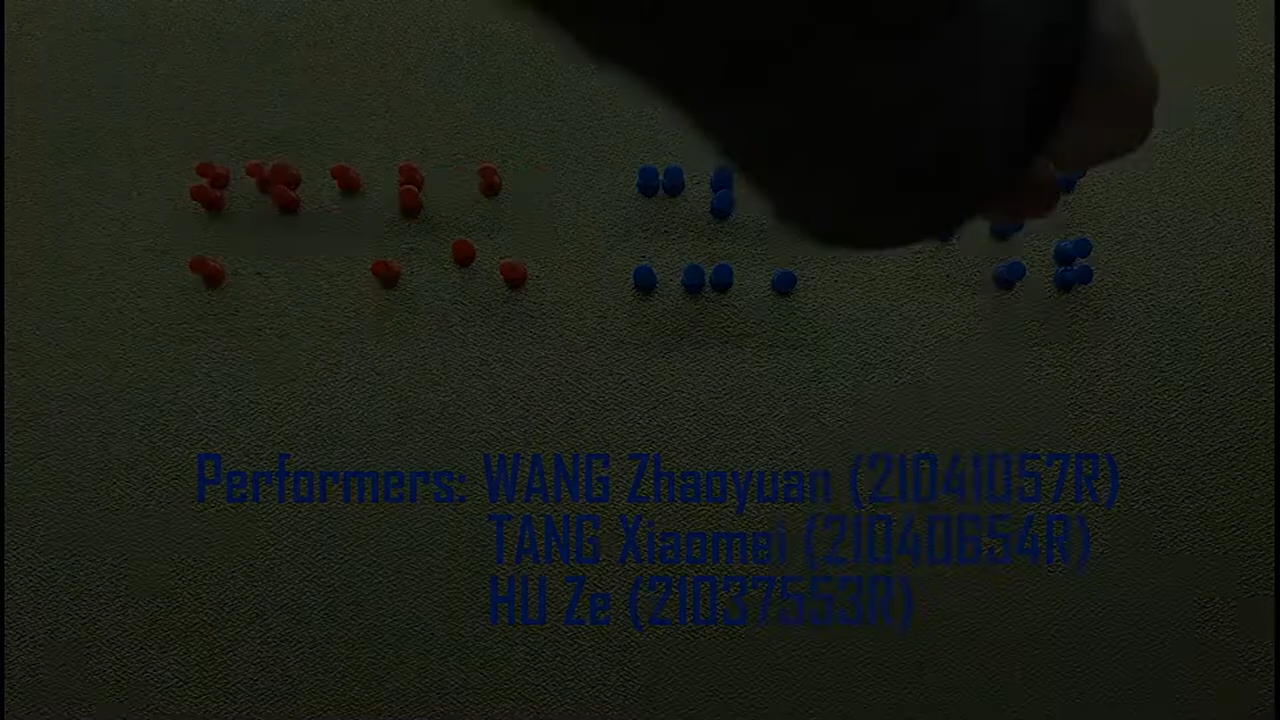 Performers: WANG Zhaoyuan (21041057R)
TANG Xiaomei (21040654R)
HU Ze (21037553R)